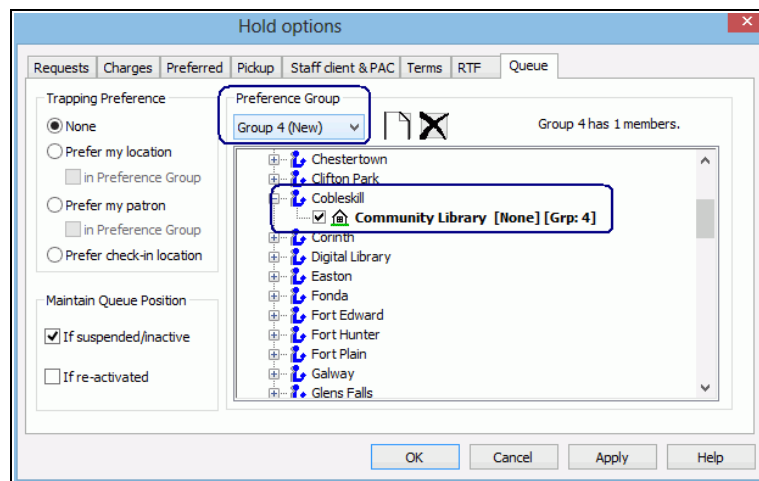 Hold options
Requests Charges Preferred Pickup Staff client & PAC Terms RTF Queue
Trapping Preference
None
Prefer my location
in Preference Group
Prefer my patron
in Preference Group
Prefer check-in location
Maintain Queue Position
If suspended/inactive
If re-activated
Preference Group
Group 4 (New)
Group 4 has 1 members.
Chestertown
Clifton Park
Cobleskill
Community Library [None] [Grp: 4]
Corinth
Digital Library
Easton
Fonda
Fort Edward
Fort Hunter
Fort Plain
Galway
Glens Falls
OK Cancel Apply Help